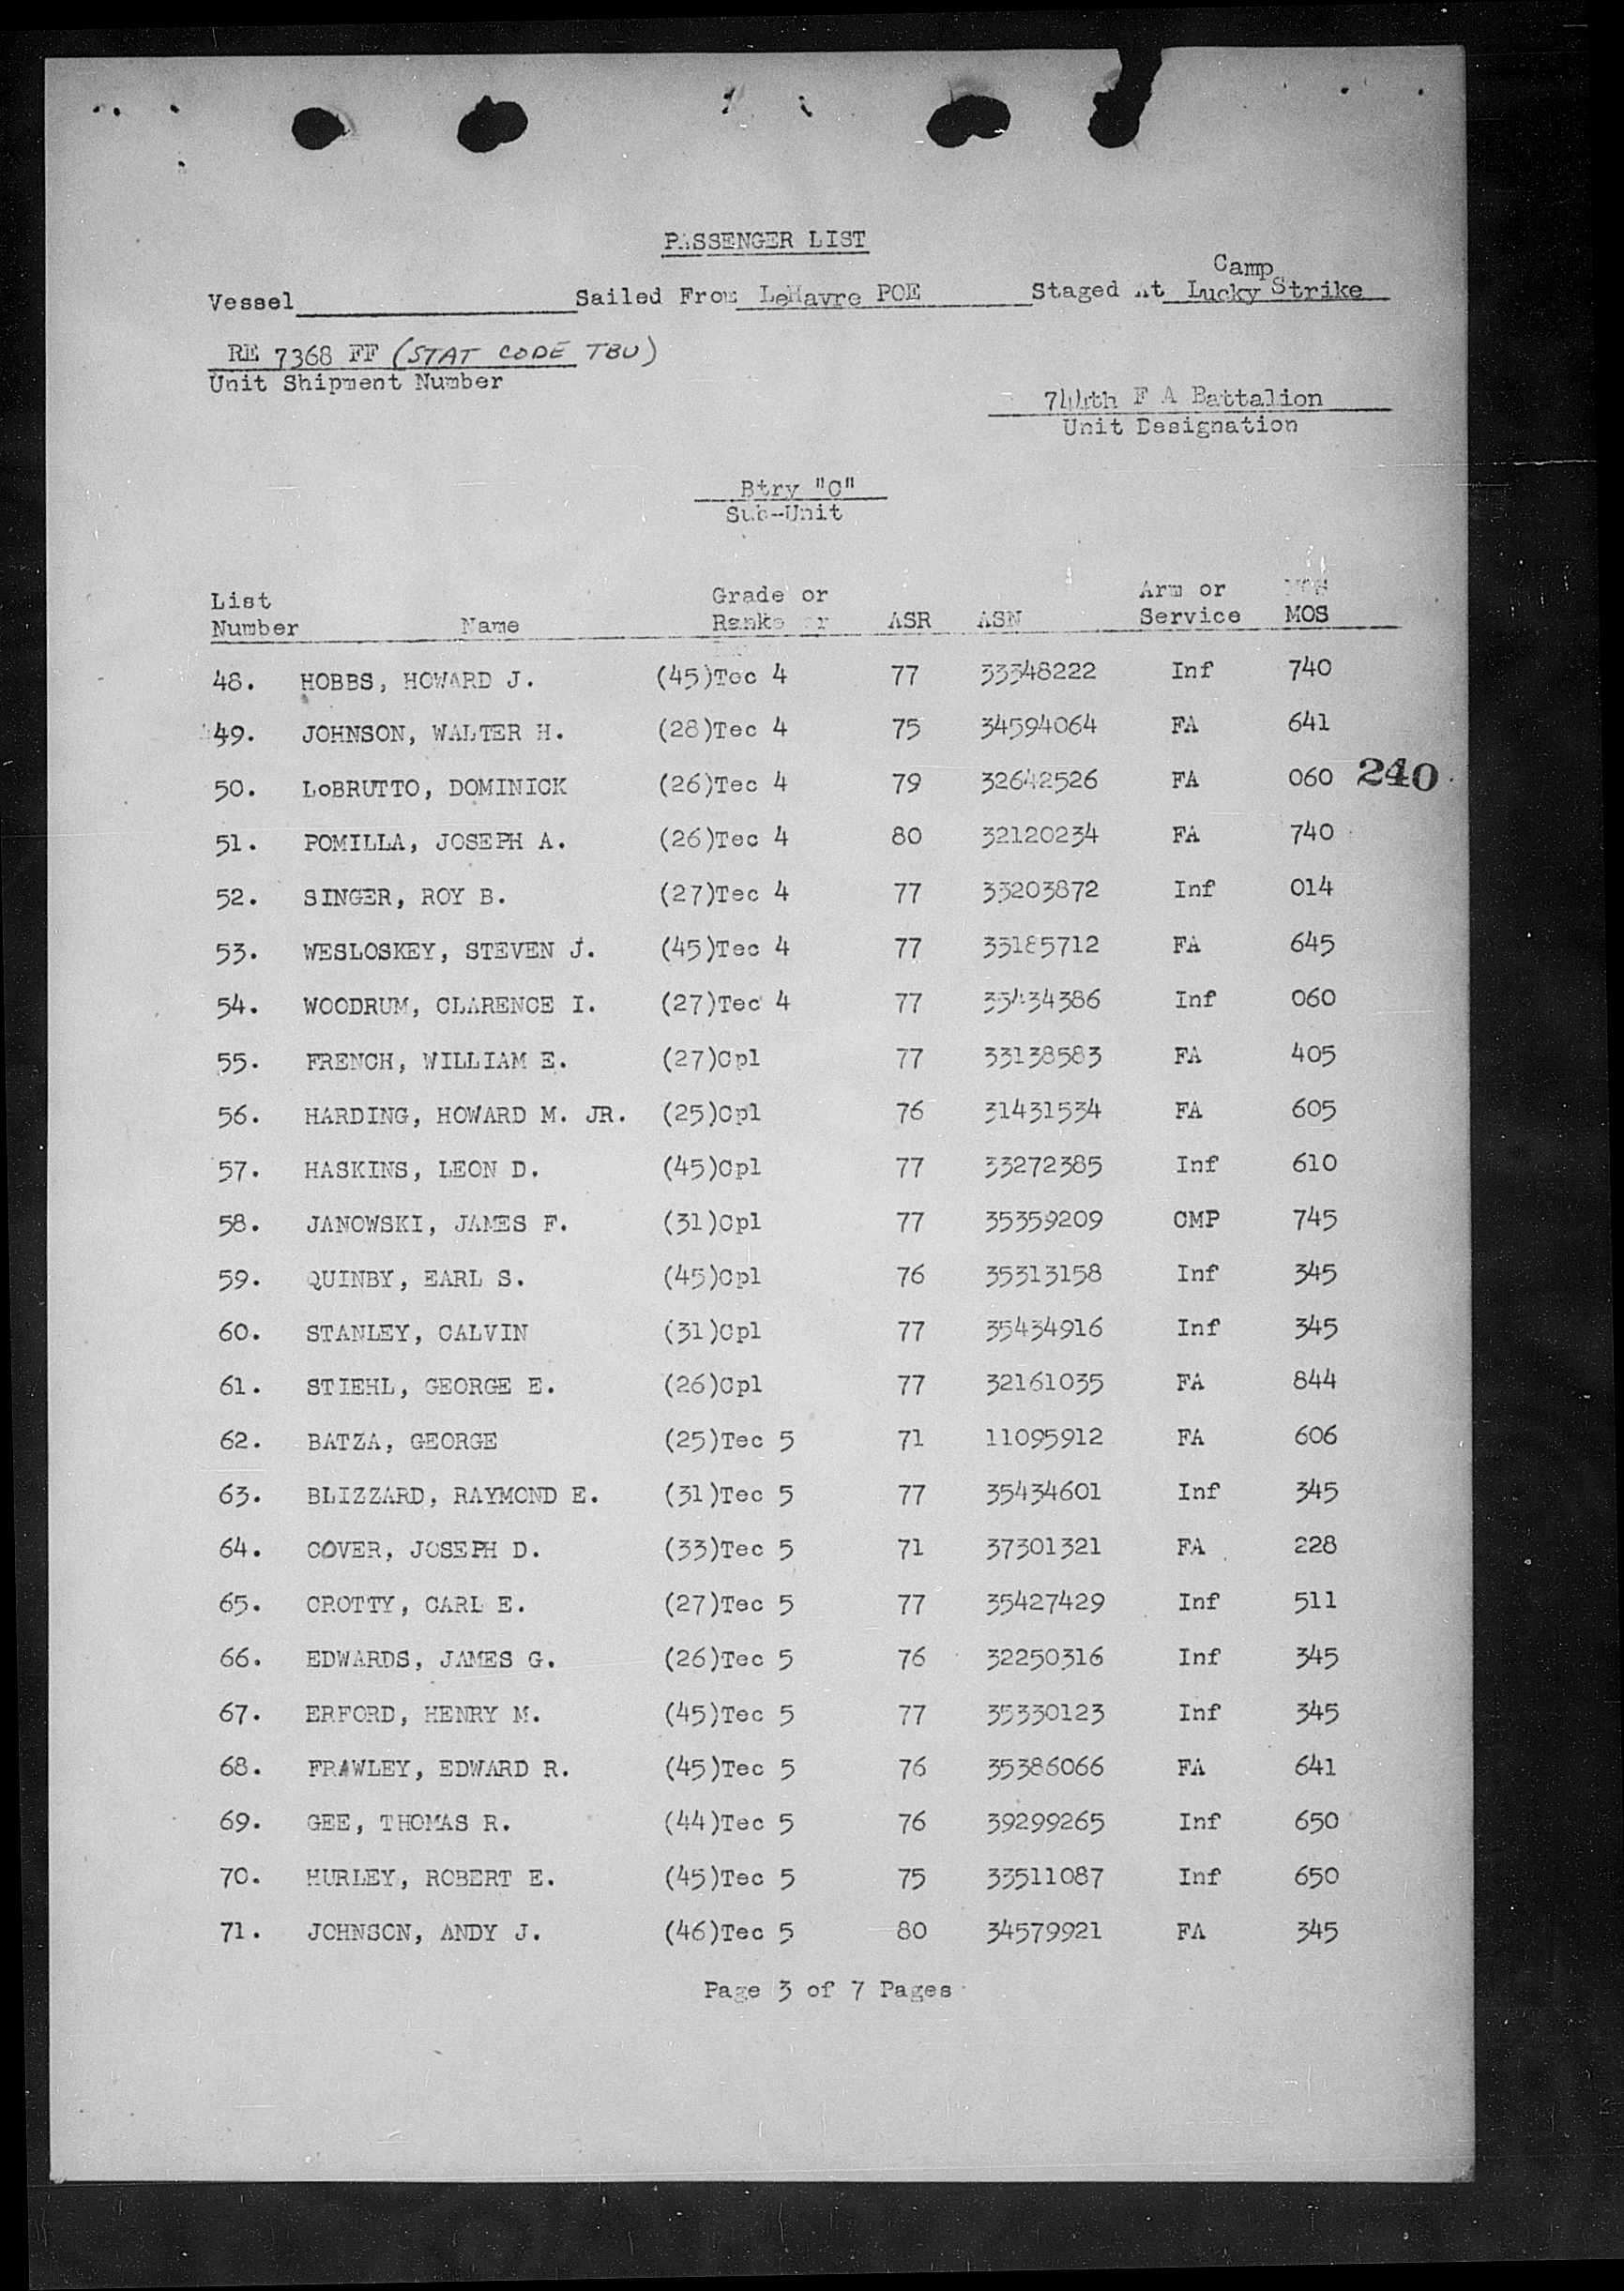 PASSENGER LIST
Camp
Vessel Sailed From LeHavre POE Staged At Lucky Strike
RE 7368 FF (STAT CODE TBU)
Unit Shipment Number
744th F A Battalion
Unit Designation
Btry "C"
Sub-Unit
List Grade or Arm or MOS
Number Name Rank ASR ASN Service MOS
48. HOBBS, HOWARD J. (45)Tec 4 77 33348222 Inf 740
49. JOHNSON, WALTER H. (28)Tec 4 75 34594064 FA 641
50. LoBRUTTO, DOMINICK (26)Tec 4 79 32642526 FA 060 240
51. POMILLA, JOSEPH A. (26)Tec 4 80 32120234 FA 740
52. SINGER, ROY B. (27)Tec 4 77 33203872 Inf 014
53. WESLOSKEY, STEVEN J. (45)Tec 4 77 33185712 FA 645
54. WOODRUM, CLARENCE I. (27)Tec 4 77 35434386 Inf 060
55. FRENCH, WILLIAM E. (27)Cpl 77 33138583 FA 405
56. HARDING, HOWARD M. JR. (25)Cpl 76 31431534 FA 605
57. HASKINS, LEON D. (45)Cpl 77 33272385 Inf 610
58. JANOWSKI, JAMES F. (31)Cpl 77 35359209 CMP 745
59. QUINBY, EARL S. (45)Cpl 76 35313158 Inf 345
60. STANLEY, CALVIN (31)Cpl 77 35434916 Inf 345
61. STIEHL, GEORGE E. (26)Cpl 77 32161035 FA 844
62. BATZA, GEORGE (25)Tec 5 71 11095912 FA 606
63. BLIZZARD, RAYMOND E. (31)Tec 5 77 35434601 Inf 345
64. COVER, JOSEPH D. (33)Tec 5 71 37301321 FA 228
65. CROTTY, CARL E. (27)Tec 5 77 35427429 Inf 511
66. EDWARDS, JAMES G. (26)Tec 5 76 32250316 Inf 345
67. ERFORD, HENRY M. (45)Tec 5 77 35330123 Inf 345
68. FRAWLEY, EDWARD R. (45)Tec 5 76 35386066 FA 641
69. GEE, THOMAS R. (44)Tec 5 76 39299265 Inf 650
70. HURLEY, ROBERT E. (45)Tec 5 75 33511087 Inf 650
71. JOHNSON, ANDY J. (46)Tec 5 80 34579921 FA 345
Page 3 of 7 Pages